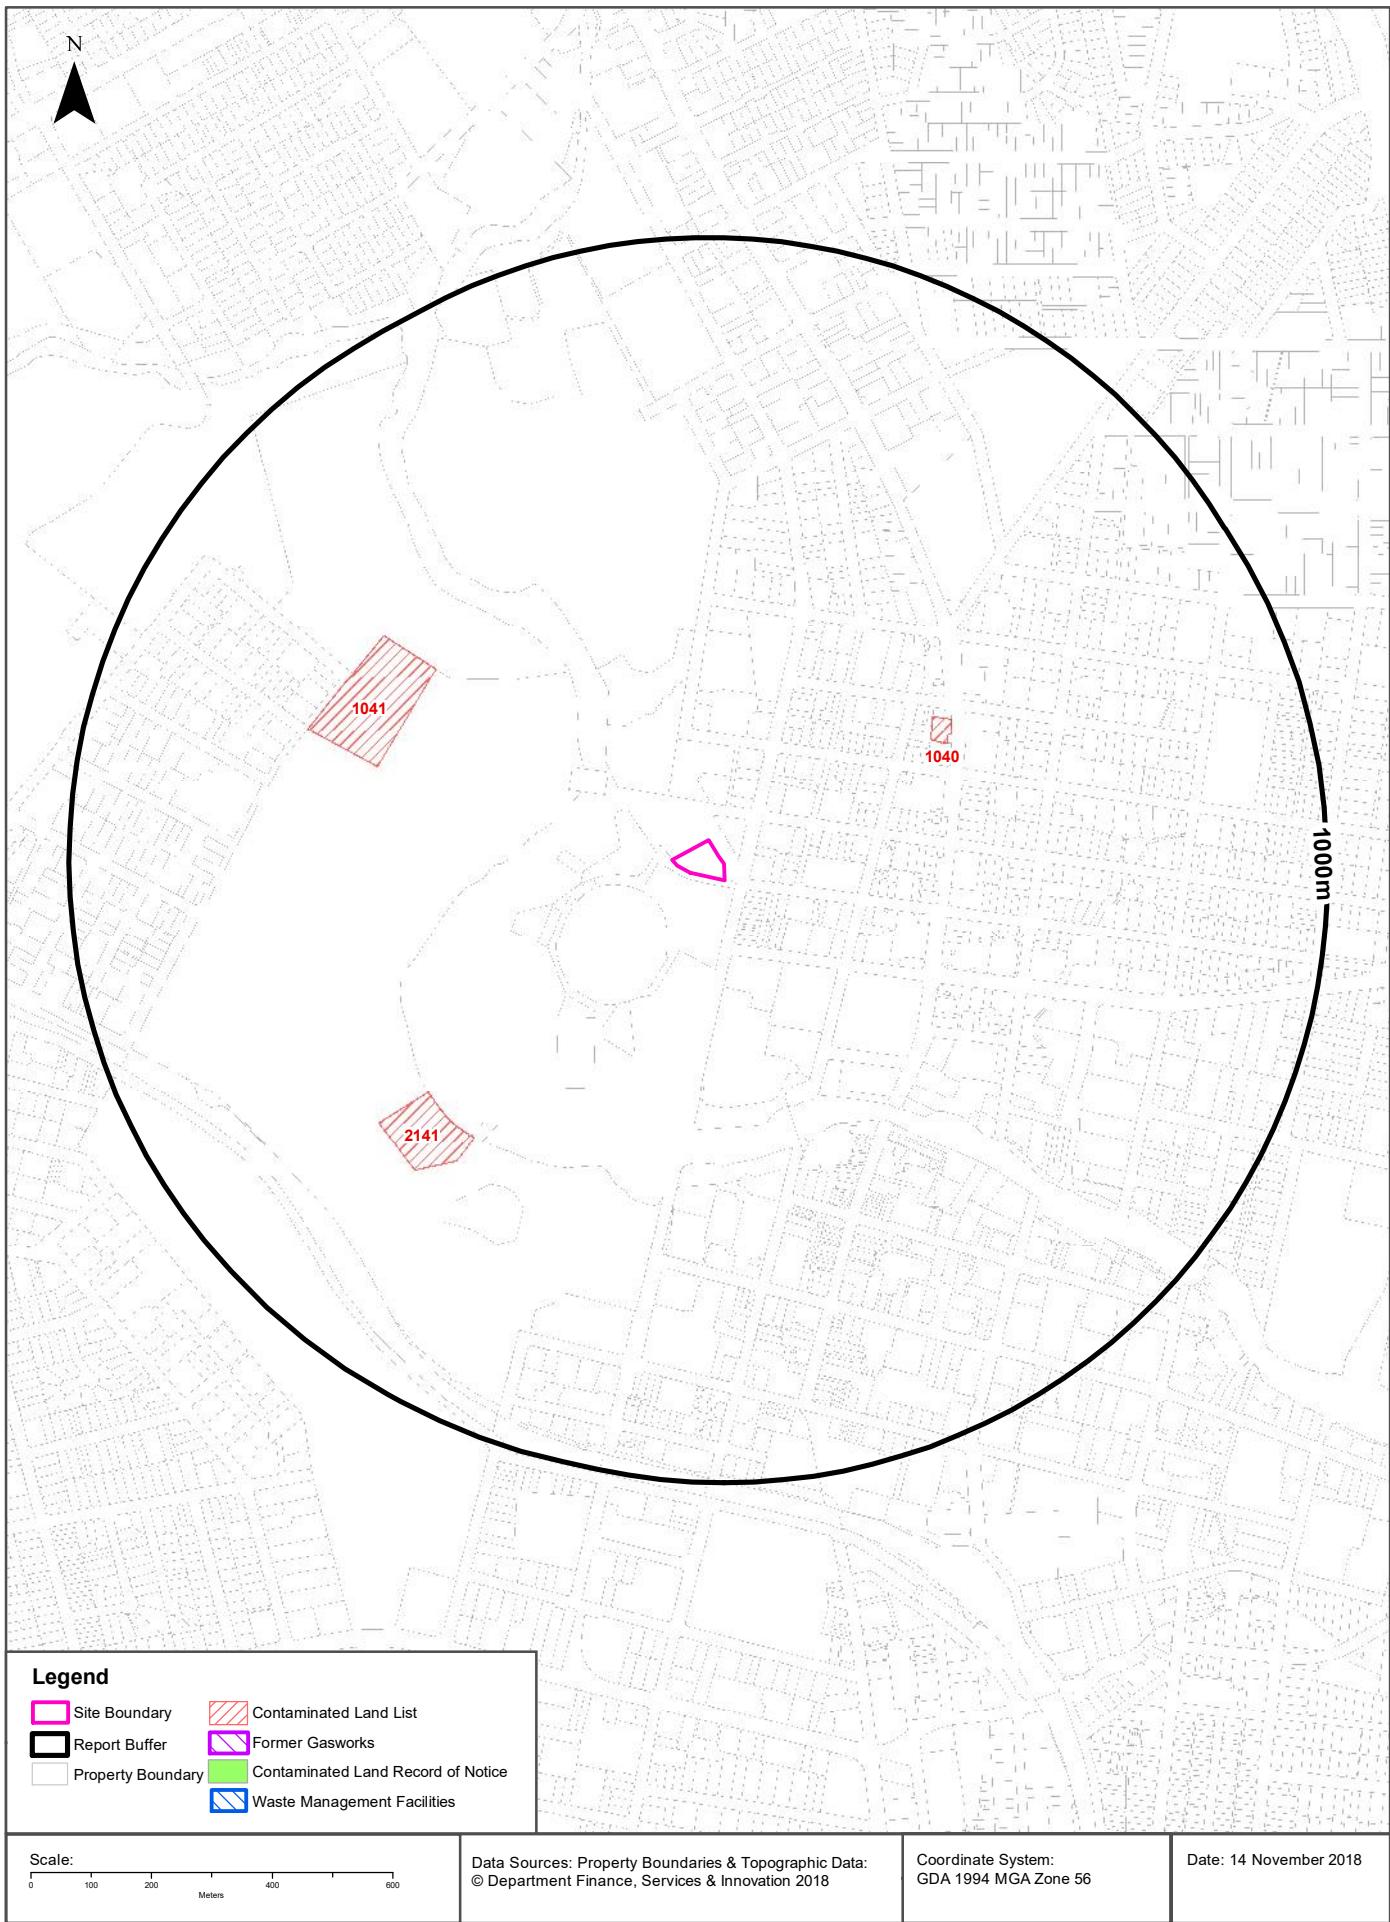 N
1041
1040
1000m
2141
Legend
Site Boundary
Report Buffer
Property Boundary
Contaminated Land List
Former Gasworks
Contaminated Land Record of Notice
Waste Management Facilities
Scale:
0 100 200 400 600
Meters
Data Sources: Property Boundaries & Topographic Data:
© Department Finance, Services & Innovation 2018
Coordinate System:
GDA 1994 MGA Zone 56
Date: 14 November 2018